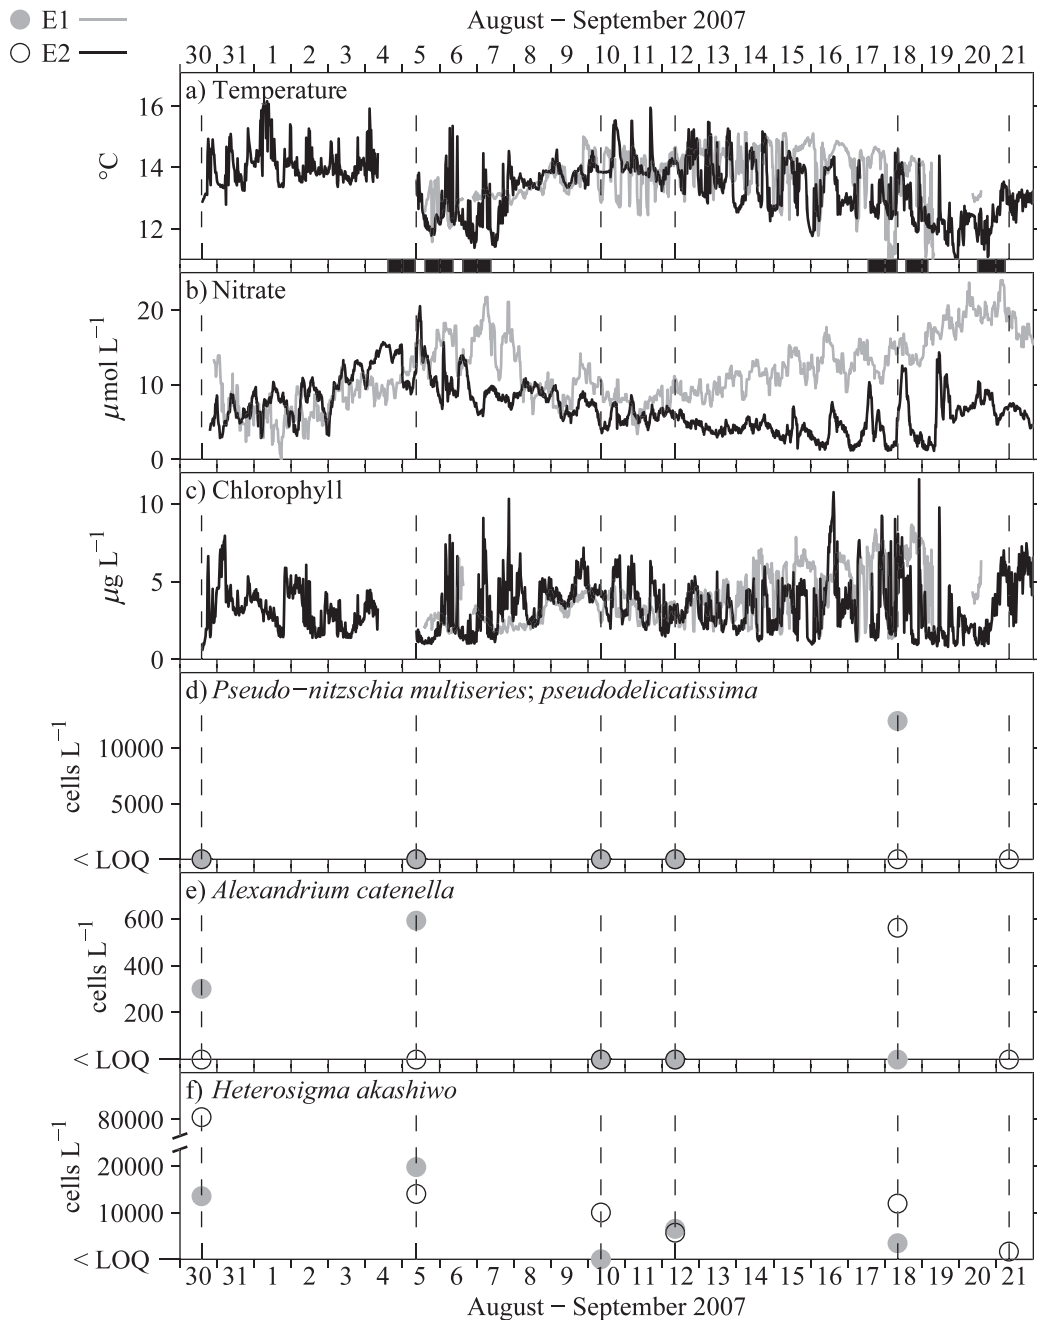 E1
E2
August − September 2007
30 31 1 2 3 4 5 6 7 8 9 10 11 12 13 14 15 16 17 18 19 20 21
a) Temperature
16
14
12
°C
b) Nitrate
20
10
0
μmol L⁻¹
c) Chlorophyll
10
5
0
μg L⁻¹
d) Pseudo−nitzschia multiseries; pseudodelicatissima
10000
5000
< LOQ
cells L⁻¹
e) Alexandrium catenella
600
400
200
< LOQ
cells L⁻¹
f) Heterosigma akashiwo
80000
20000
10000
< LOQ
cells L⁻¹
30 31 1 2 3 4 5 6 7 8 9 10 11 12 13 14 15 16 17 18 19 20 21
August − September 2007